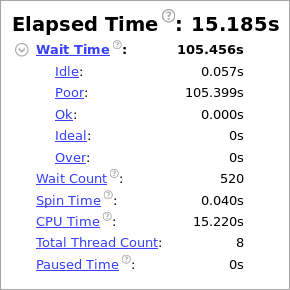 Elapsed Time ?: 15.185s
Wait Time ?: 105.456s
Idle: 0.057s
Poor: 105.399s
Ok: 0.000s
Ideal: 0s
Over: 0s
Wait Count ?: 520
Spin Time ?: 0.040s
CPU Time ?: 15.220s
Total Thread Count: 8
Paused Time ?: 0s